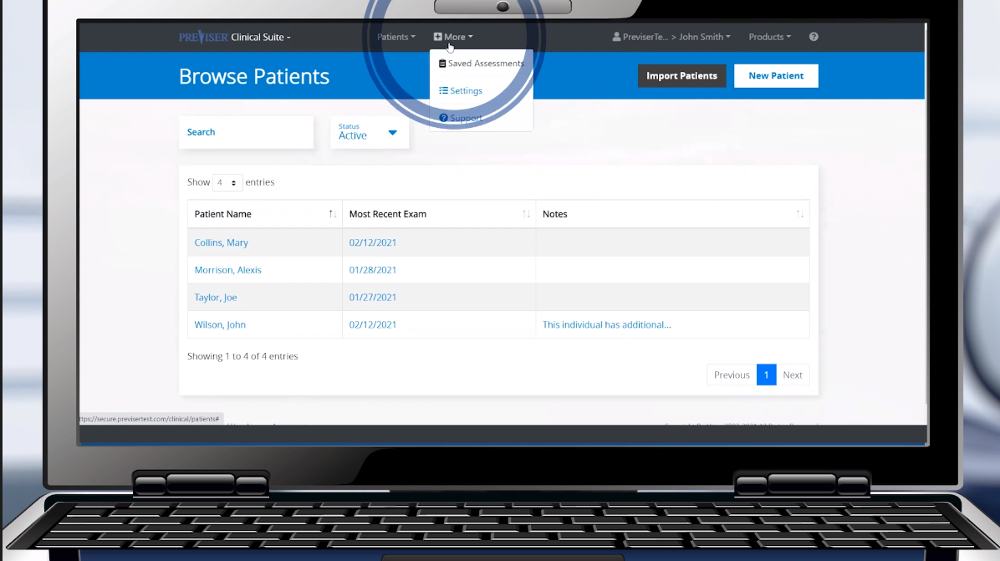 PREVISER Clinical Suite -
Patients
More
PreviserTe... > John Smith
Products
Saved Assessments
Settings
Support
Browse Patients
Import Patients
New Patient
Search
Status
Active
Show 4 entries
Patient Name
Most Recent Exam
Notes
Collins, Mary
02/12/2021
Morrison, Alexis
01/28/2021
Taylor, Joe
01/27/2021
Wilson, John
02/12/2021
This individual has additional...
Showing 1 to 4 of 4 entries
Previous
1
Next
ttps://secure.previsertest.com/clinical/patients#